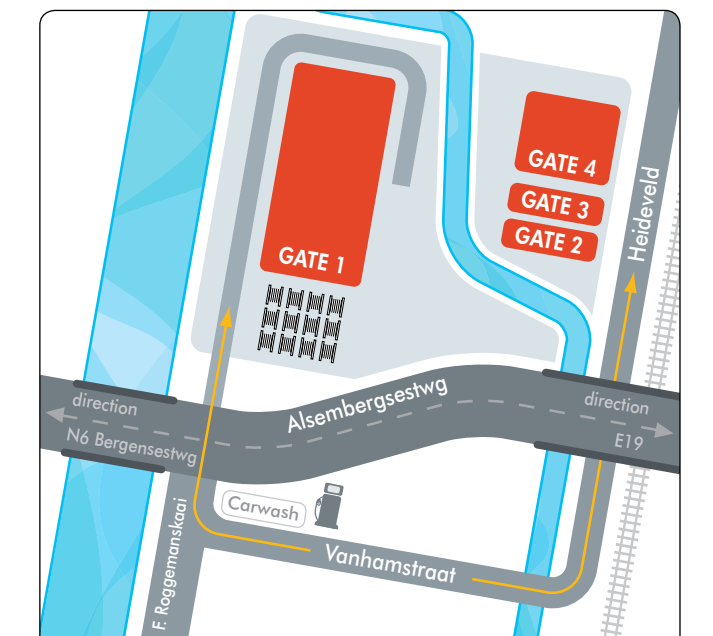 GATE 4
GATE 3
GATE 2
Heideveld
GATE 1
Alsembergsestwg
direction
N6 Bergensestwg
direction
E19
Carwash
Vanhamstraat
F. Roggemanskaai